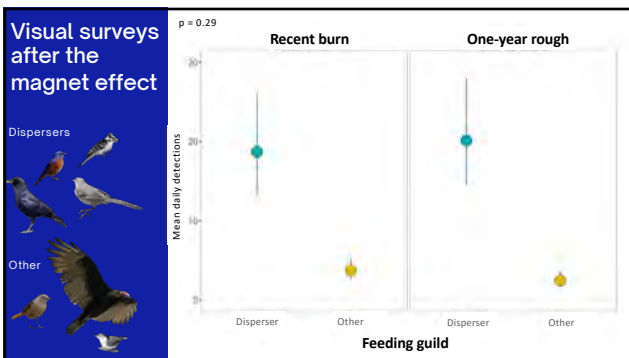 Visual surveys
after the
magnet effect
Dispersers
Other
p = 0.29
Recent burn
One-year rough
Mean daily detections
30
20
10
0
Disperser
Other
Disperser
Other
Feeding guild